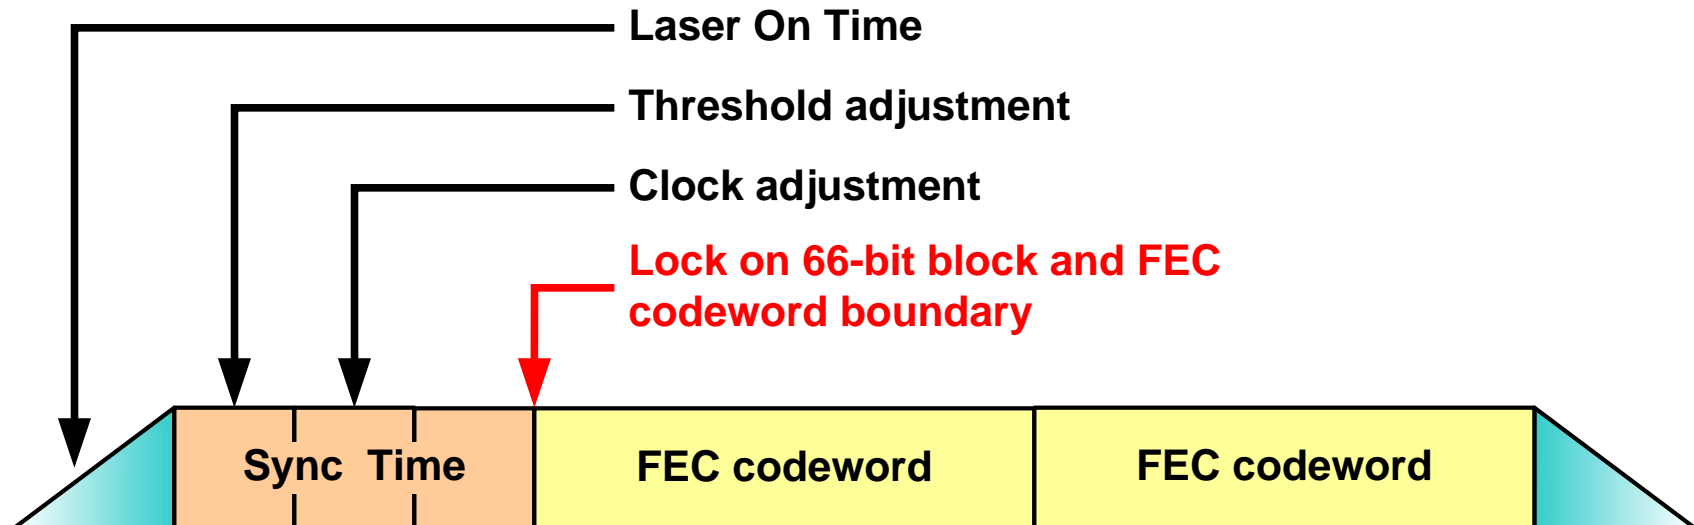 Laser On Time
Threshold adjustment
Clock adjustment
Lock on 66-bit block and FEC
codeword boundary
Sync Time
FEC codeword
FEC codeword